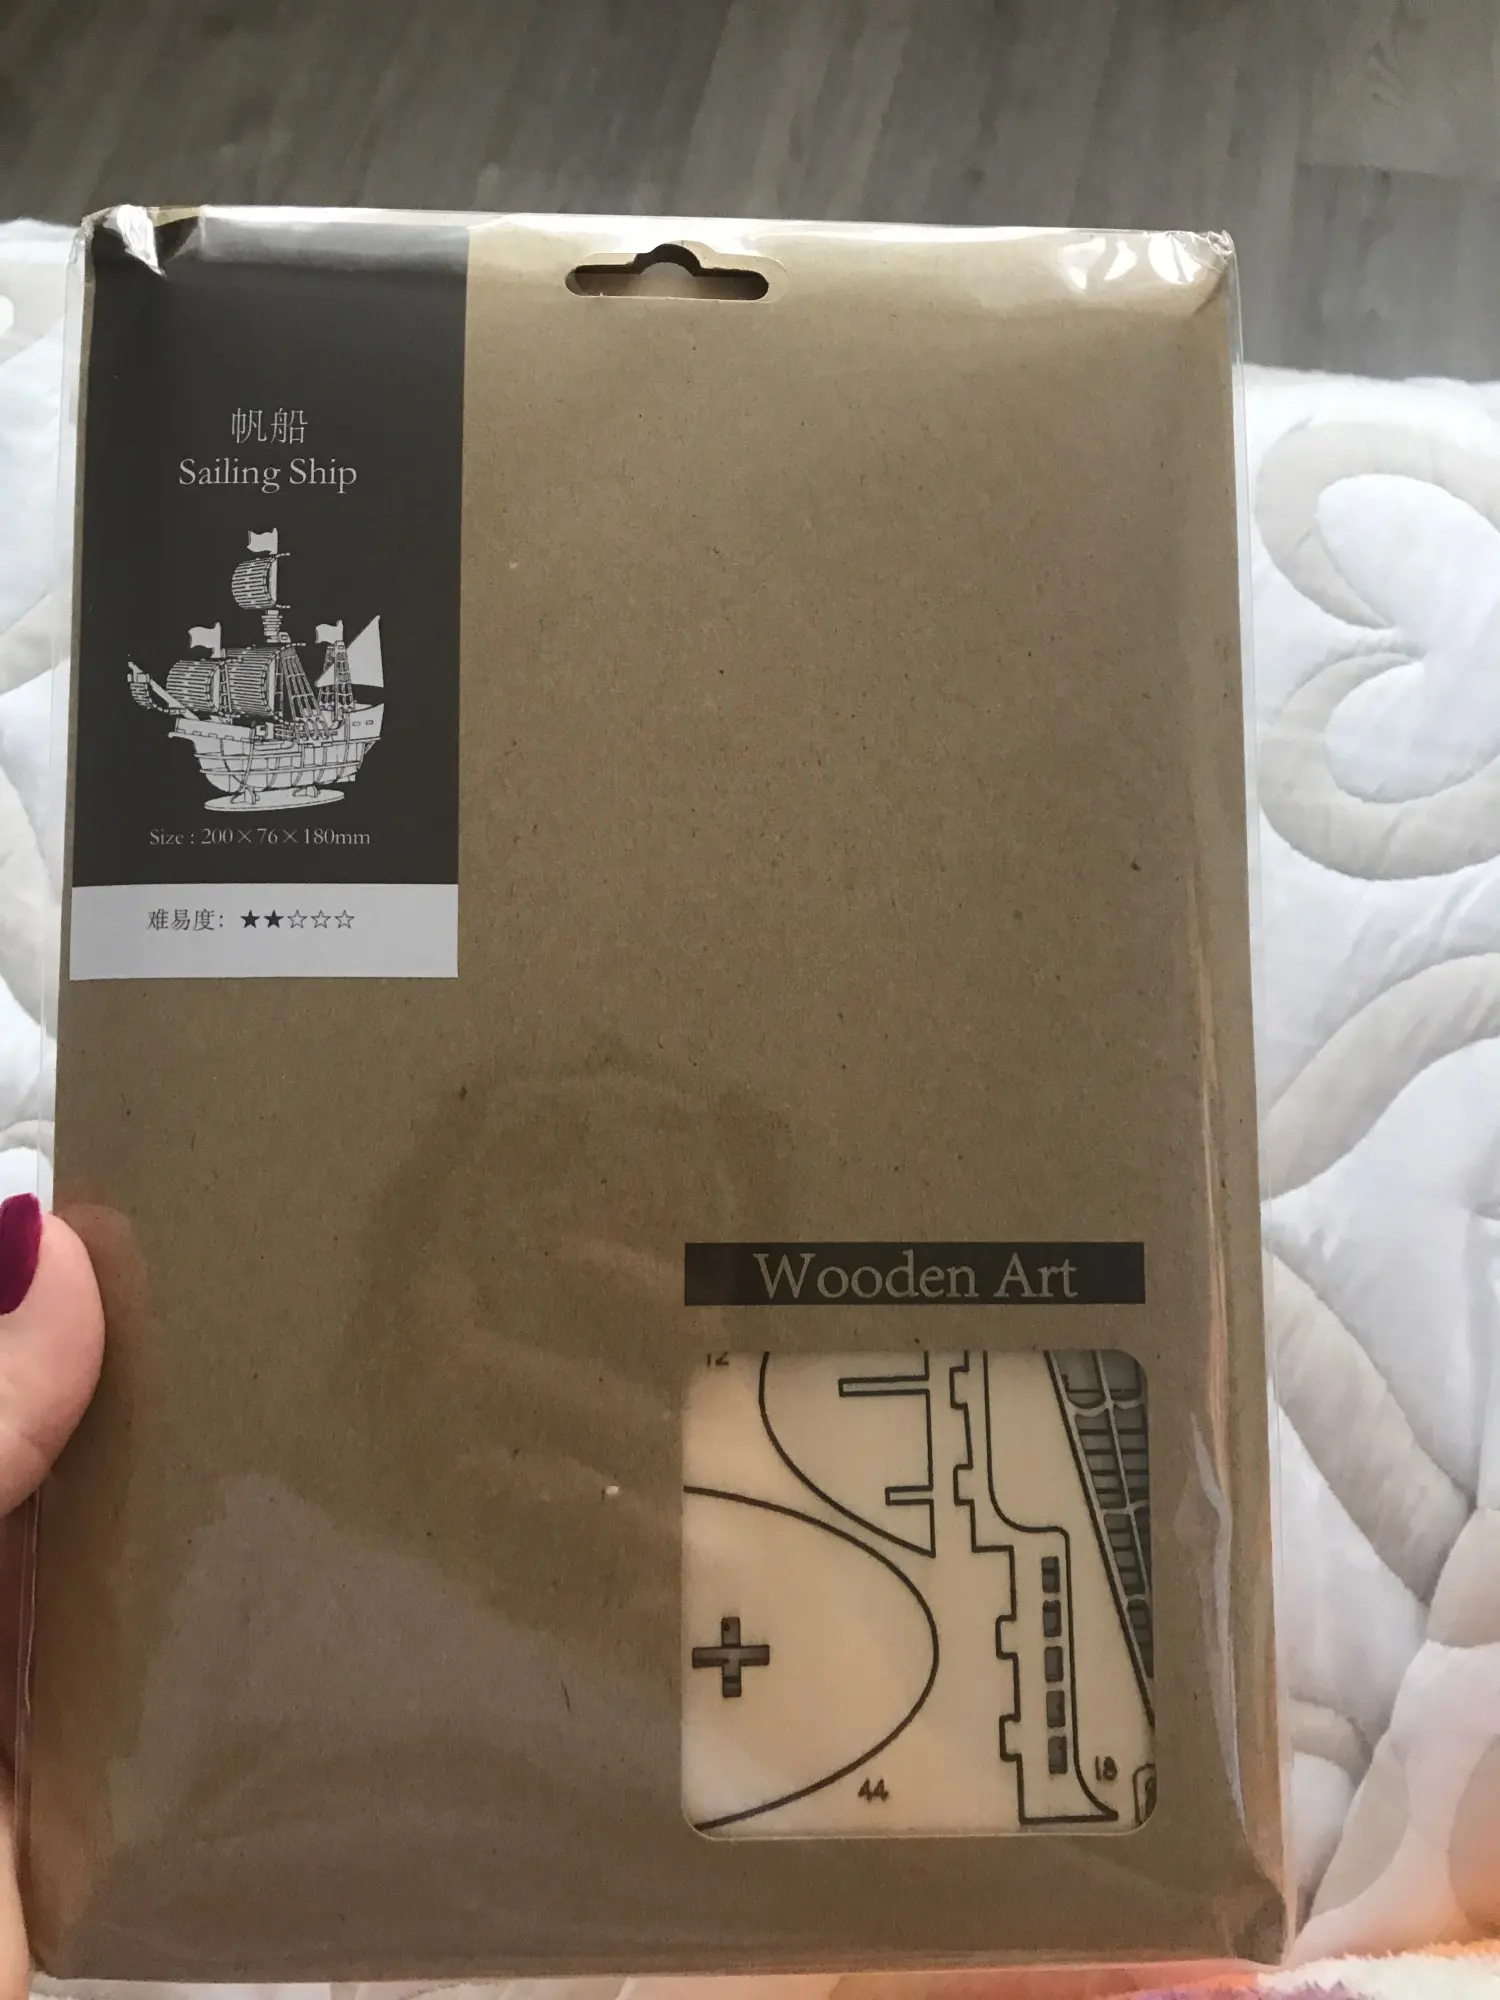 帆船
Sailing Ship
Size : 200×76×180mm
难易度：★★☆☆☆
Wooden Art
12
44
18